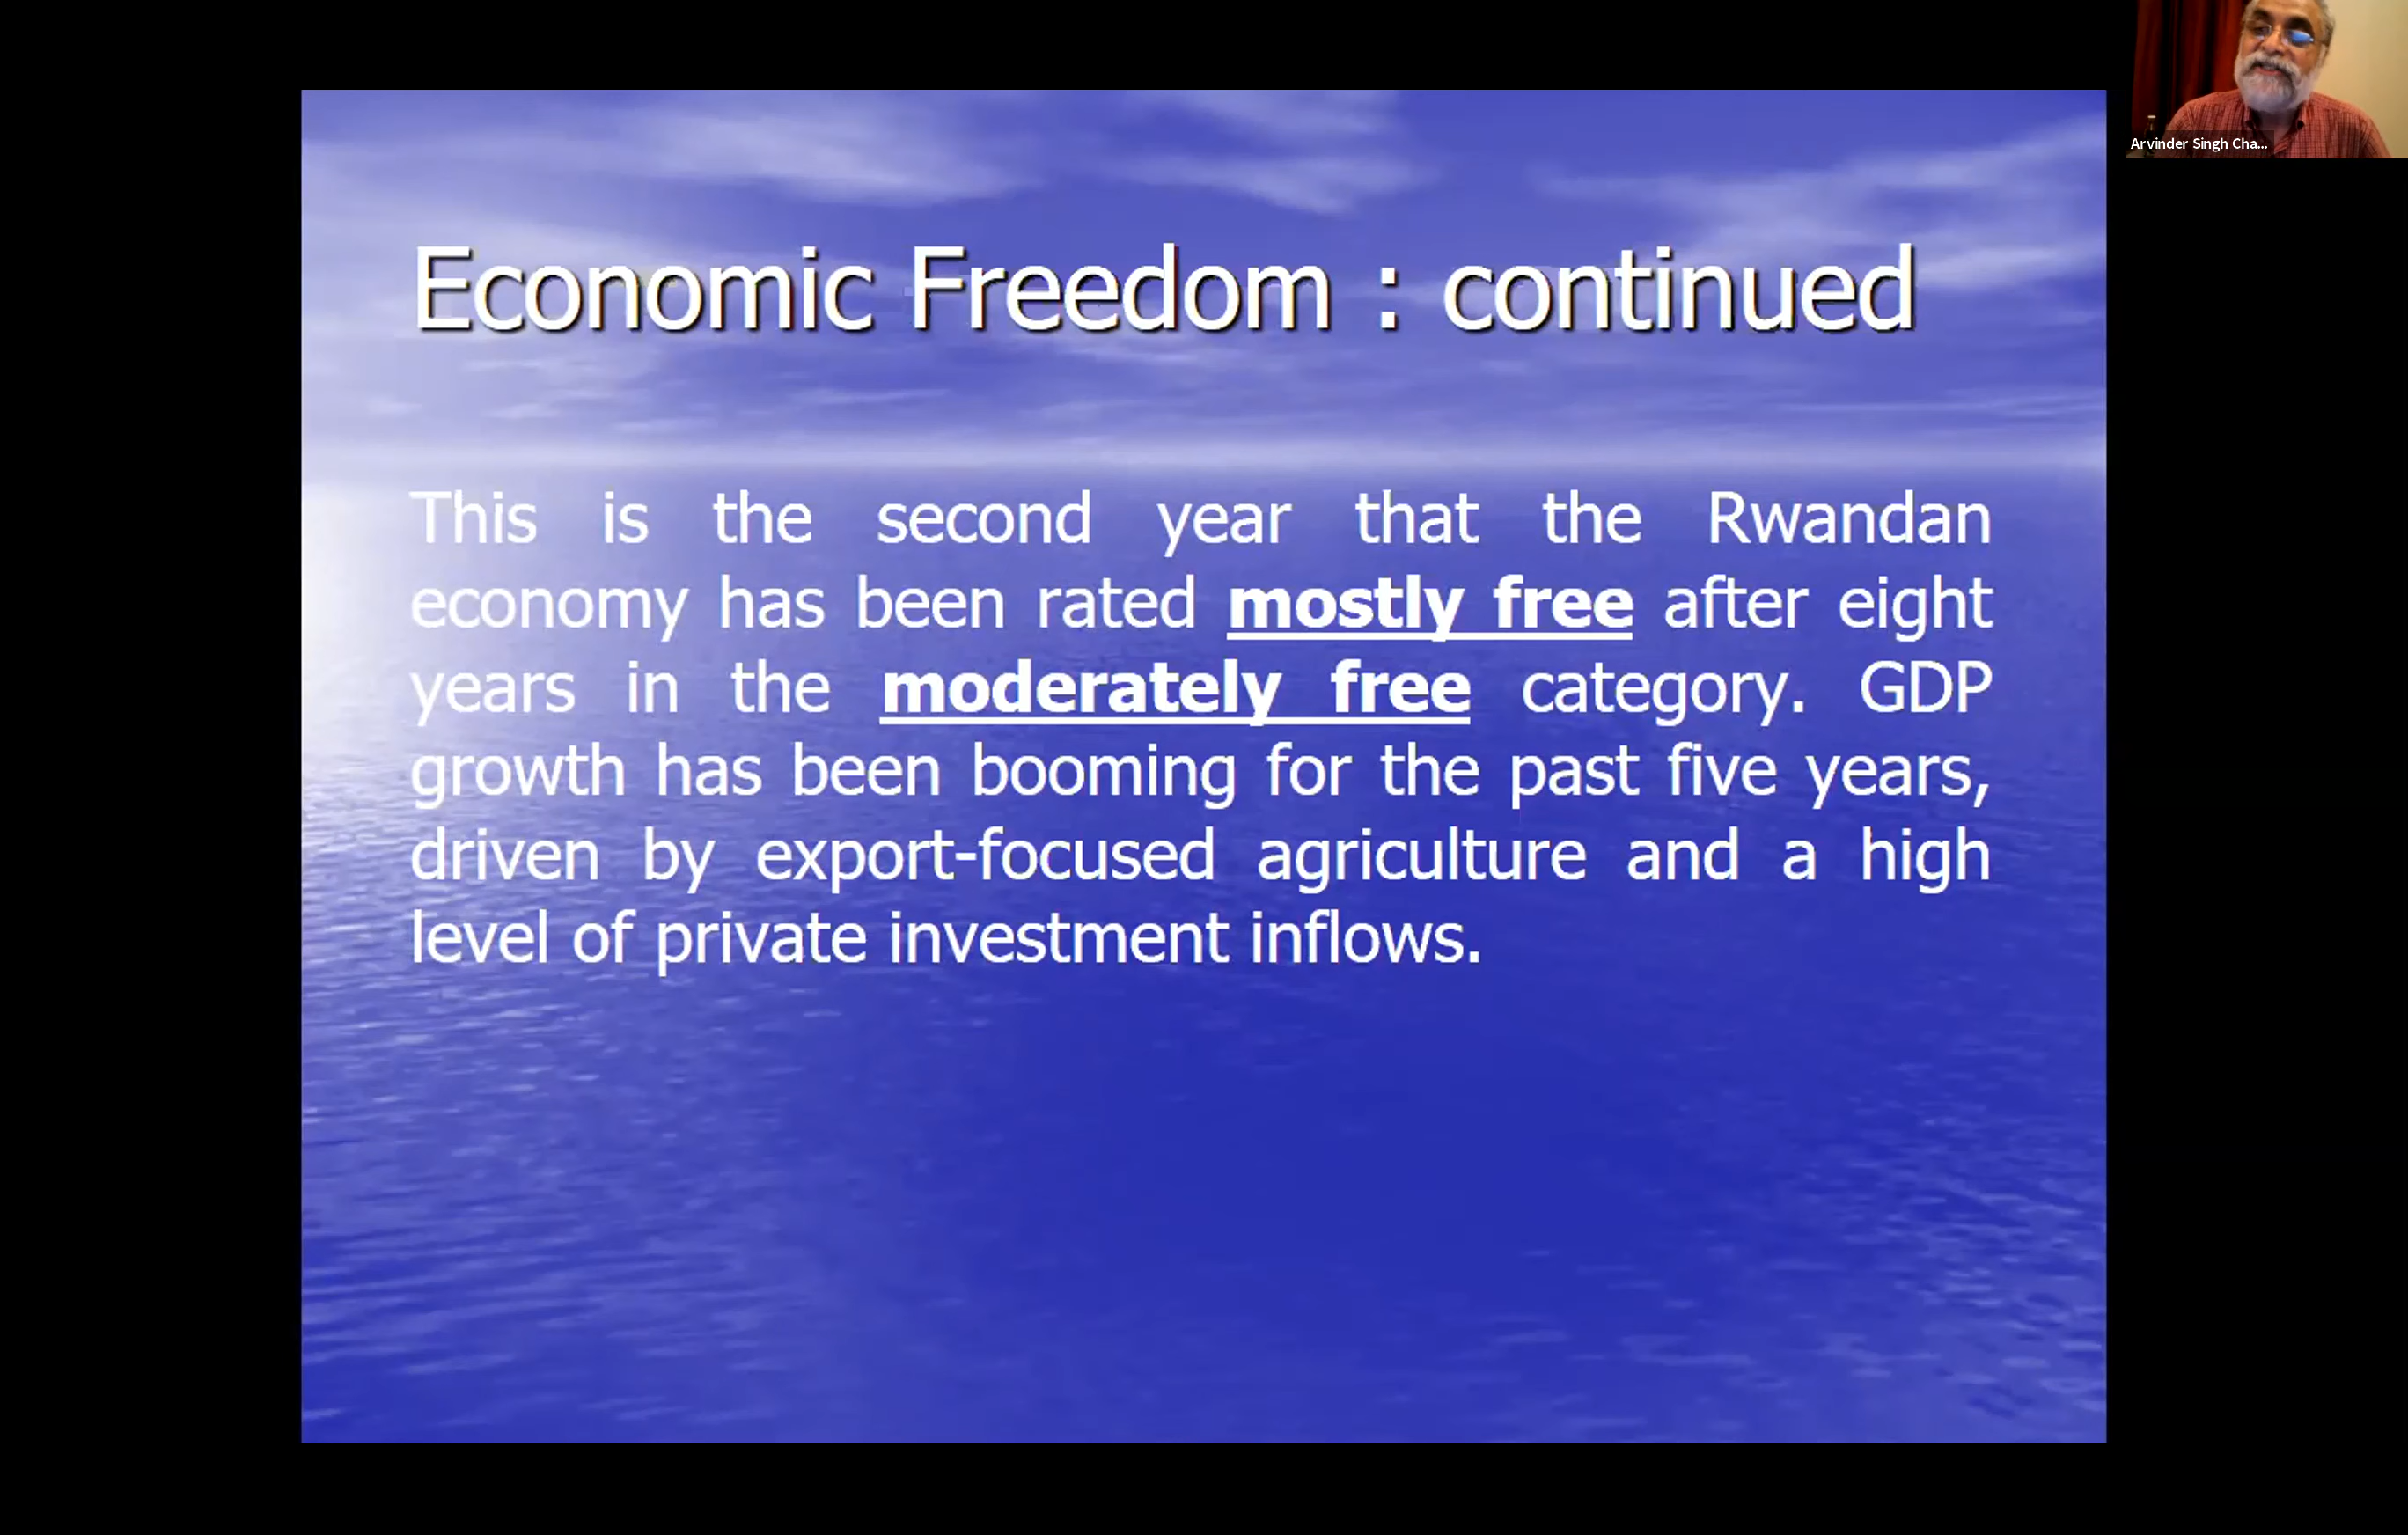 Arvinder Singh Cha...
Economic Freedom : continued
This is the second year that the Rwandan
economy has been rated mostly free after eight
years in the moderately free category. GDP
growth has been booming for the past five years,
driven by export-focused agriculture and a high
level of private investment inflows.